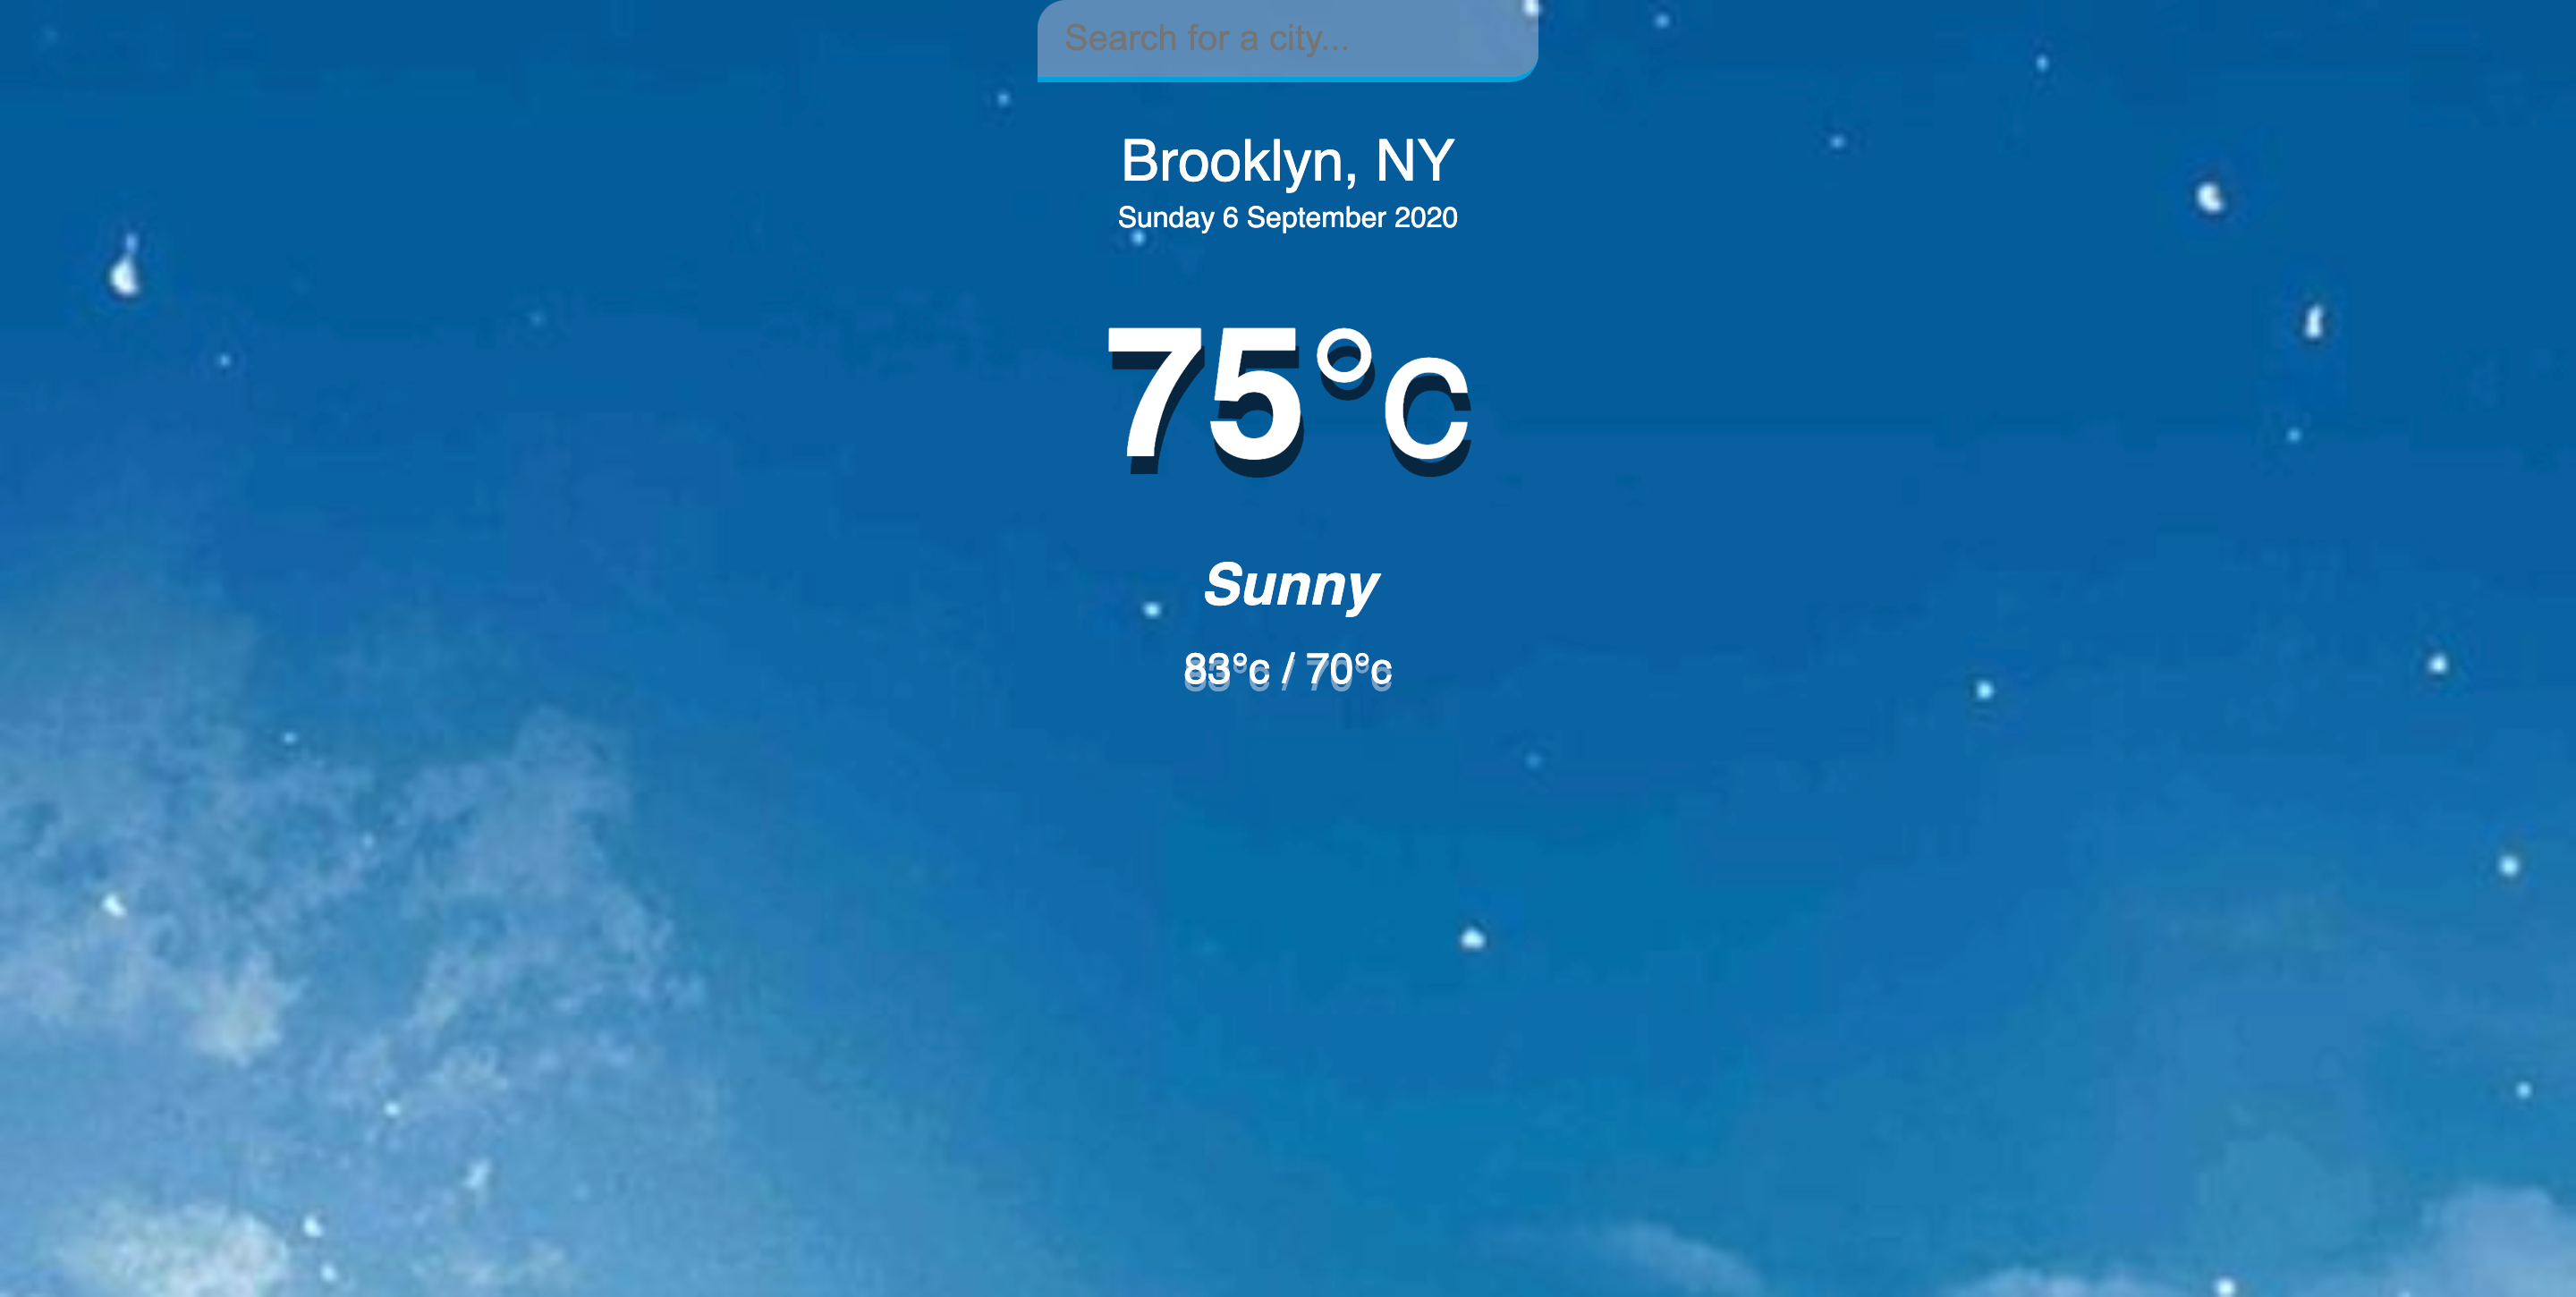 Search for a city...
Brooklyn, NY
Sunday 6 September 2020
75°c
Sunny
83°c / 70°c